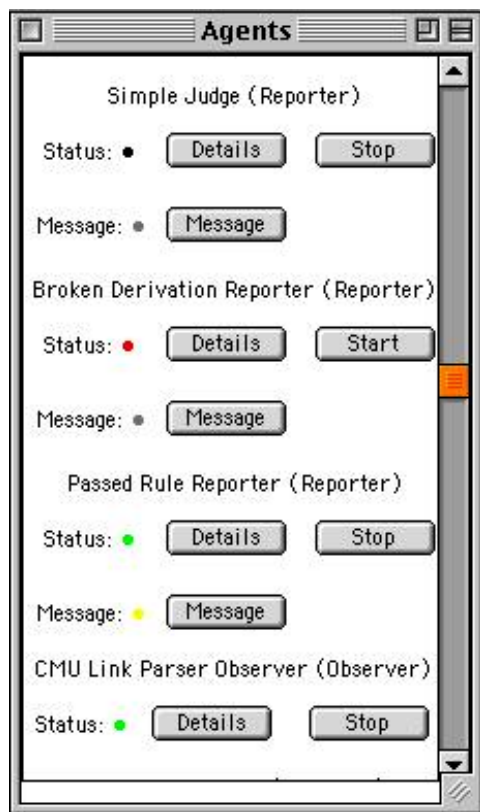 Agents
Simple Judge (Reporter)
Status: Details Stop
Message: Message
Broken Derivation Reporter (Reporter)
Status: Details Start
Message: Message
Passed Rule Reporter (Reporter)
Status: Details Stop
Message: Message
CMU Link Parser Observer (Observer)
Status: Details Stop